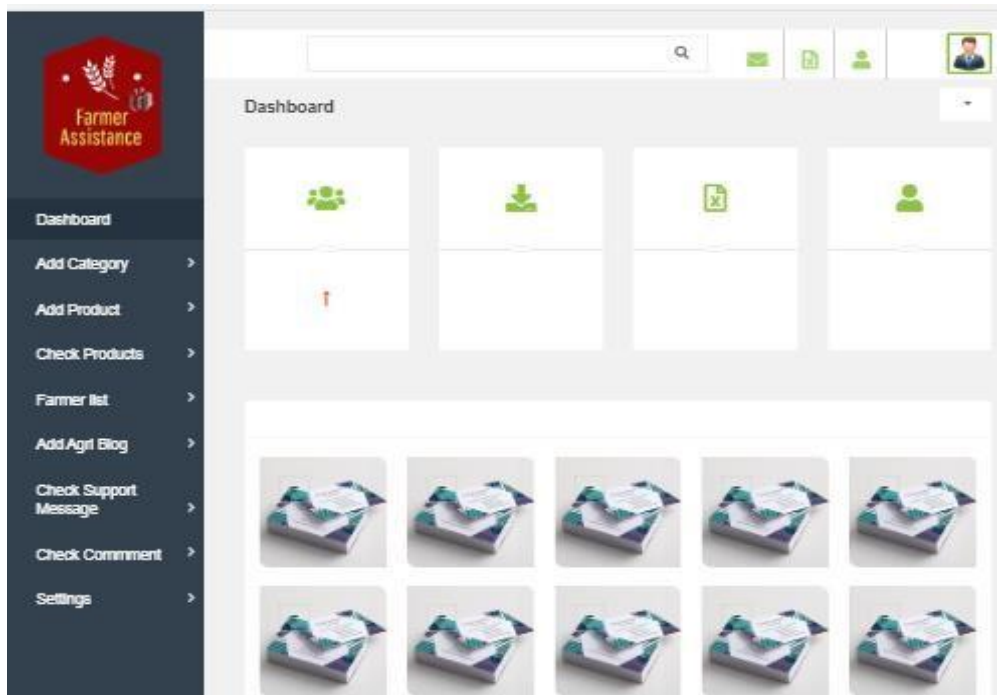 Farmer
Assistance
Dashboard
Dashboard
Add Category
Add Product
Check Products
Farmer list
Add Agri Blog
Check Support
Message
Check Commment
Settings